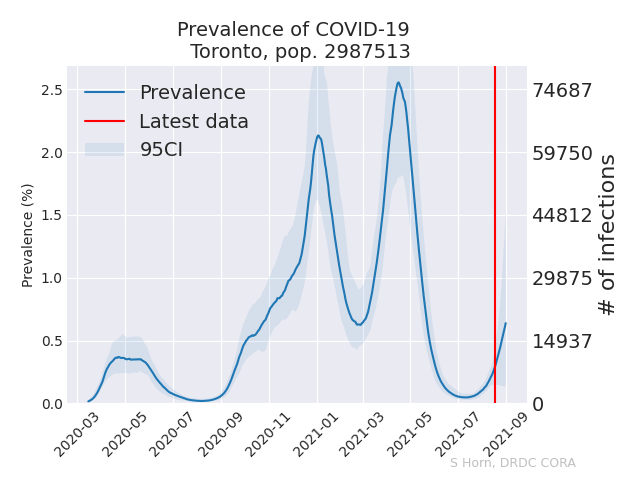 Prevalence of COVID-19
Toronto, pop. 2987513
Prevalence
Latest data
95CI
Prevalence (%)
2.5
2.0
1.5
1.0
0.5
0.0
74687
59750
44812
29875
14937
0
# of infections
2020-03
2020-05
2020-07
2020-09
2020-11
2021-01
2021-03
2021-05
2021-07
2021-09
S Horn, DRDC CORA